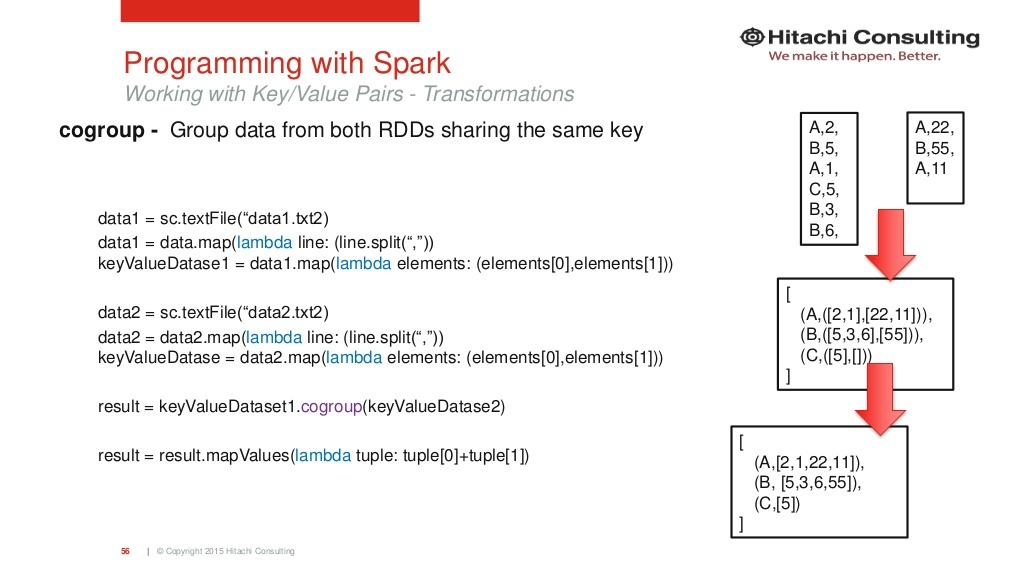 Hitachi Consulting
We make it happen. Better.
Programming with Spark
Working with Key/Value Pairs - Transformations
cogroup - Group data from both RDDs sharing the same key
data1 = sc.textFile(“data1.txt2)
data1 = data.map(lambda line: (line.split(“,”))
keyValueDatase1 = data1.map(lambda elements: (elements[0],elements[1]))
data2 = sc.textFile(“data2.txt2)
data2 = data2.map(lambda line: (line.split(“,”))
keyValueDatase = data2.map(lambda elements: (elements[0],elements[1]))
result = keyValueDataset1.cogroup(keyValueDatase2)
result = result.mapValues(lambda tuple: tuple[0]+tuple[1])
A,2,
B,5,
A,1,
C,5,
B,3,
B,6,
A,22,
B,55,
A,11
[
(A,([2,1],[22,11])),
(B,([5,3,6],[55])),
(C,([5],[]))
]
[
(A,[2,1,22,11]),
(B, [5,3,6,55]),
(C,[5])
]
56 | © Copyright 2015 Hitachi Consulting